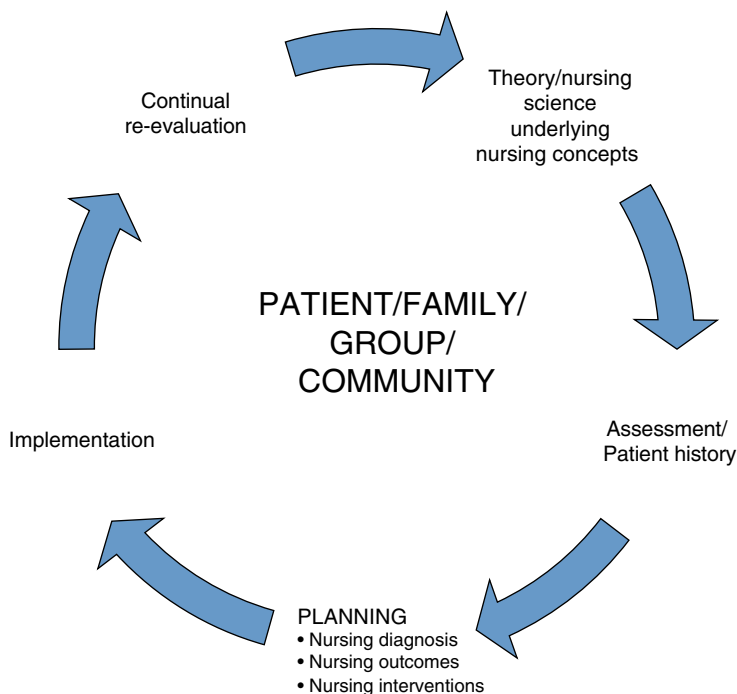 Continual
re-evaluation
Theory/nursing
science
underlying
nursing concepts
PATIENT/FAMILY/
GROUP/
COMMUNITY
Implementation
Assessment/
Patient history
PLANNING
• Nursing diagnosis
• Nursing outcomes
• Nursing interventions